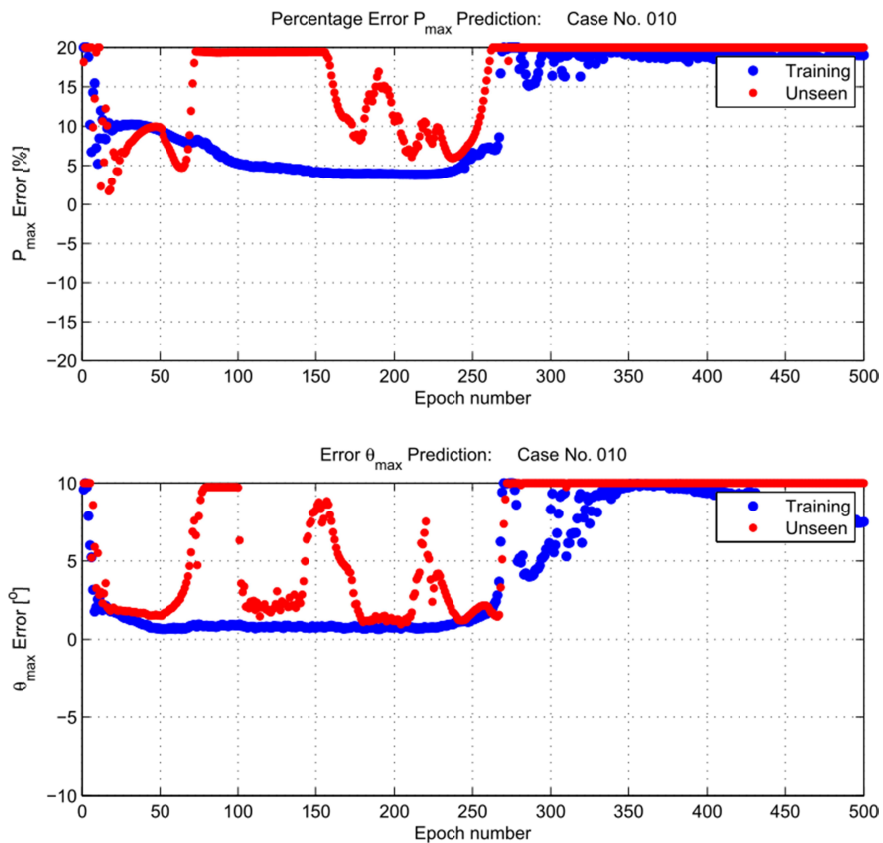 Percentage Error P_max Prediction: Case No. 010
20
15
10
5
0
−5
−10
−15
−20
P_max Error [%]
Training
Unseen
0 50 100 150 200 250 300 350 400 450 500
Epoch number
Error θ_max Prediction: Case No. 010
10
5
0
−5
−10
θ_max Error [º]
Training
Unseen
0 50 100 150 200 250 300 350 400 450 500
Epoch number